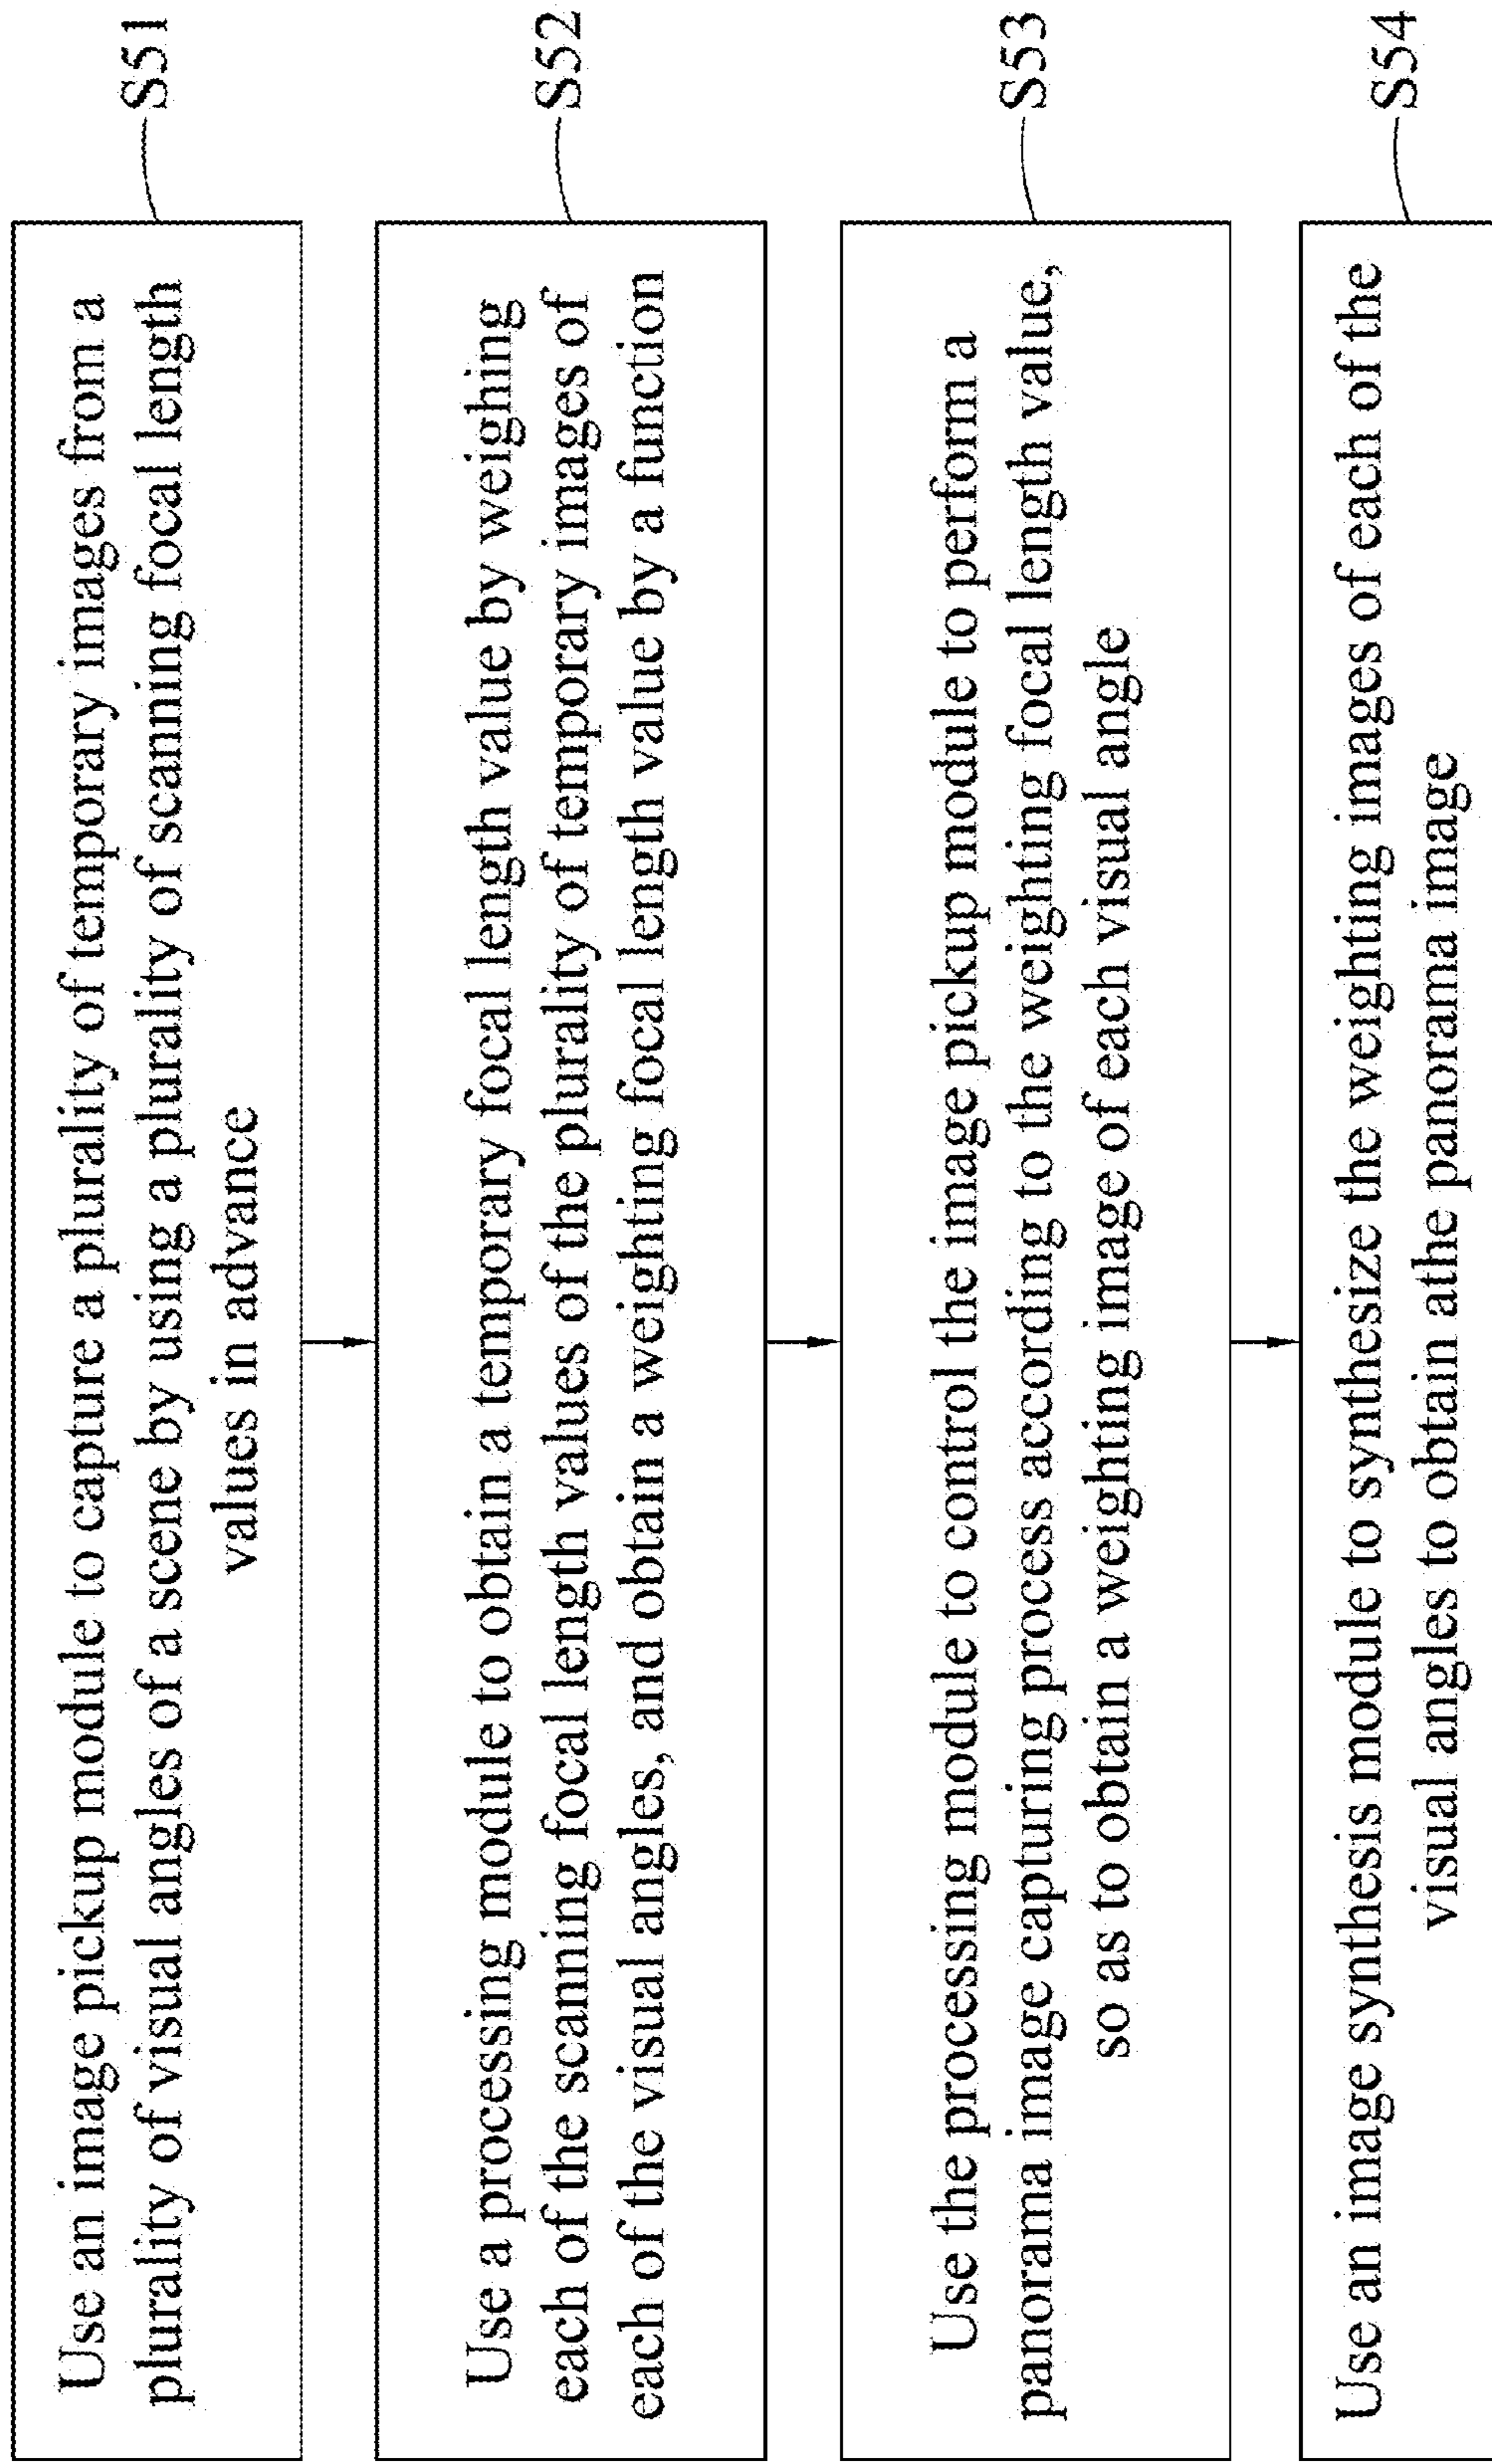 Use an image pickup module to capture a plurality of temporary images from a
plurality of visual angles of a scene by using a plurality of scanning focal length
values in advance
S51
Use a processing module to obtain a temporary focal length value by weighing
each of the scanning focal length values of the plurality of temporary images of
each of the visual angles, and obtain a weighting focal length value by a function
S52
Use the processing module to control the image pickup module to perform a
panorama image capturing process according to the weighting focal length value,
so as to obtain a weighting image of each visual angle
S53
Use an image synthesis module to synthesize the weighting images of each of the
visual angles to obtain athe panorama image
S54